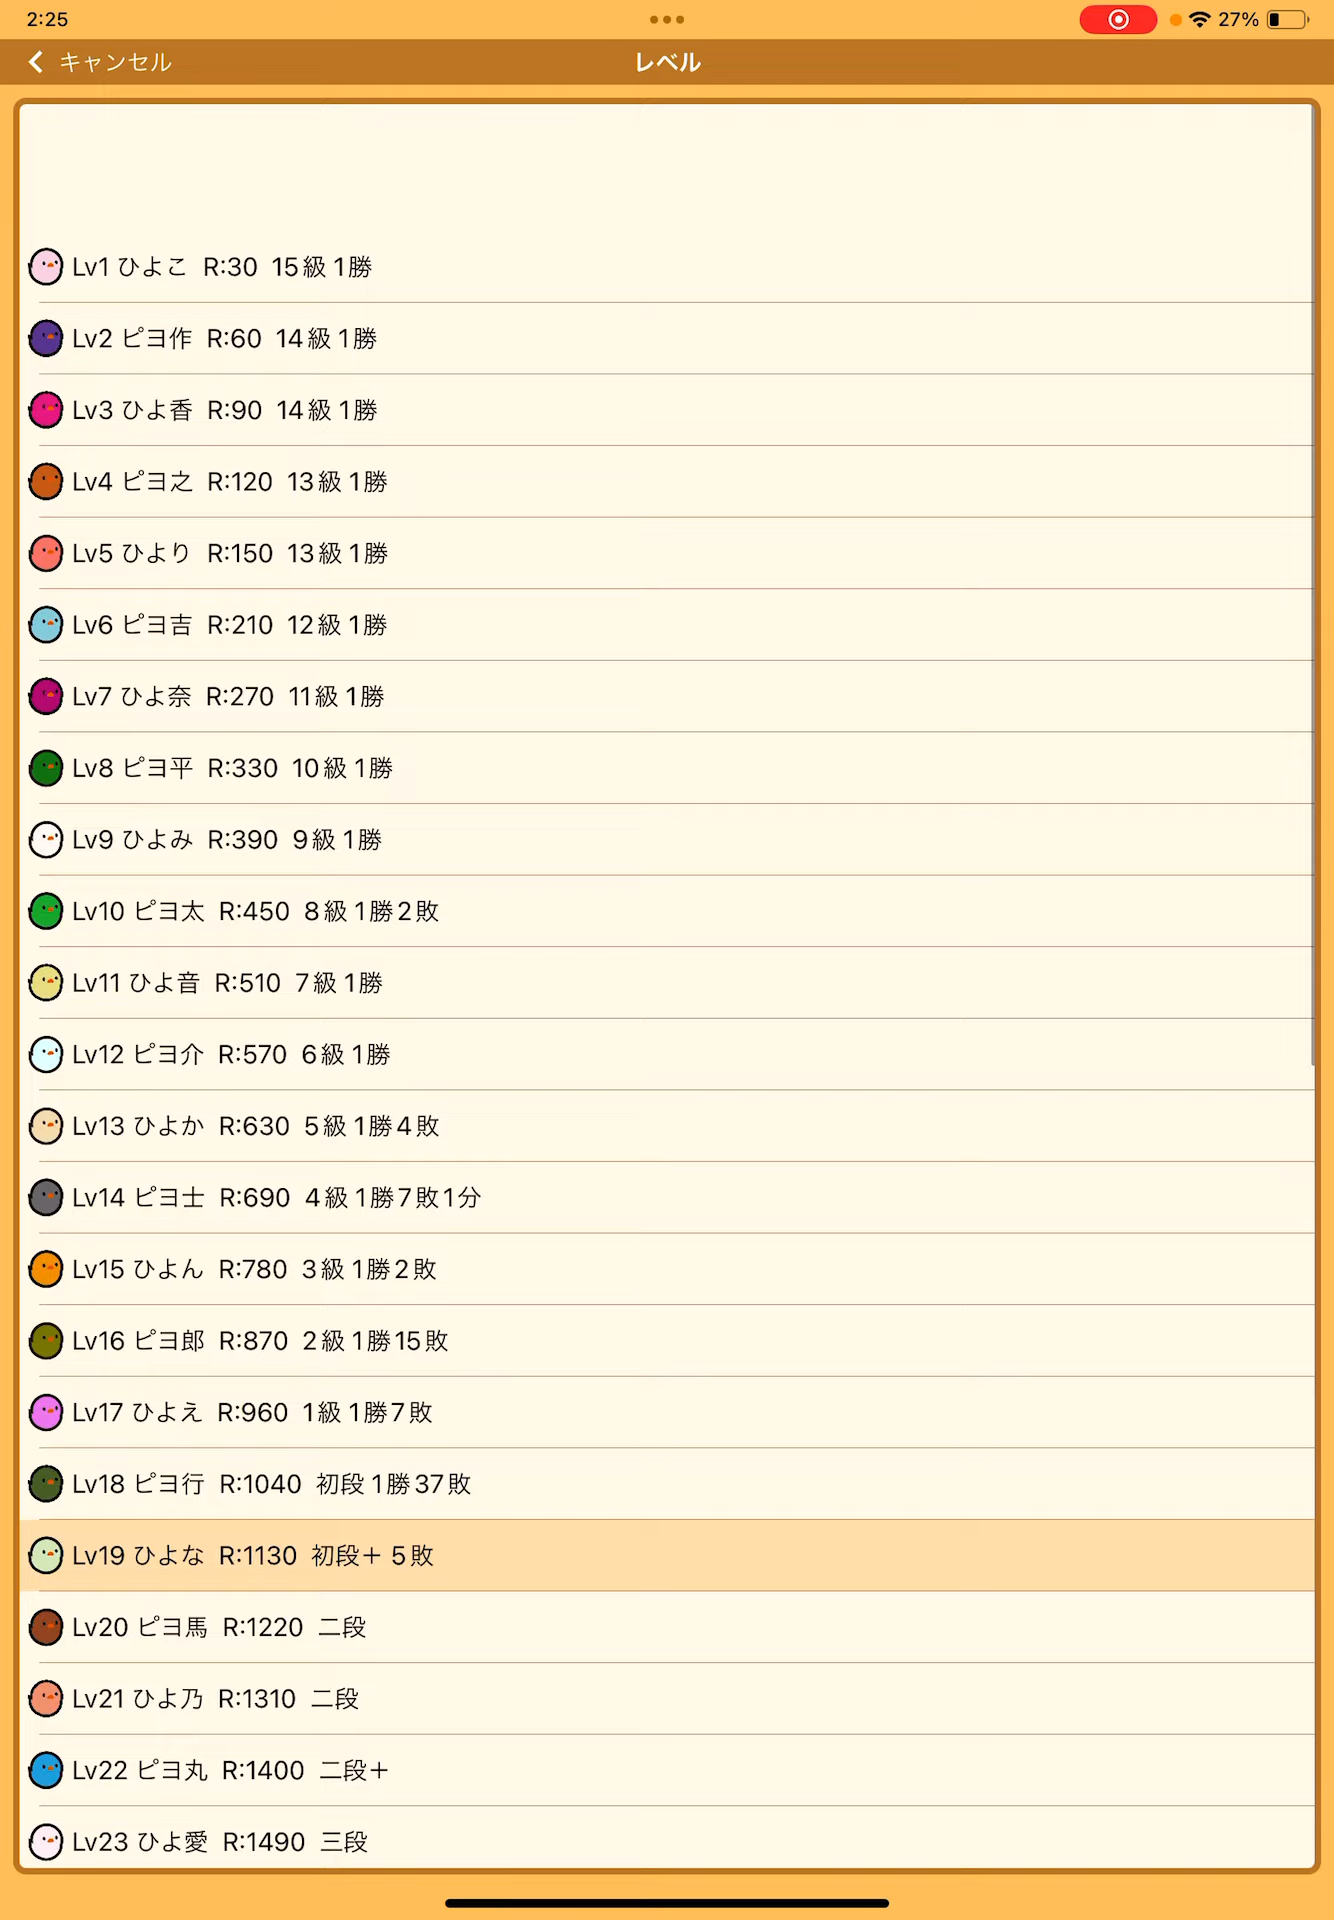 2:25
27%
キャンセル
レベル
Lv1 ひよこ R:30 15級 1勝
Lv2 ピヨ作 R:60 14級 1勝
Lv3 ひよ香 R:90 14級 1勝
Lv4 ピヨ之 R:120 13級 1勝
Lv5 ひより R:150 13級 1勝
Lv6 ピヨ吉 R:210 12級 1勝
Lv7 ひよ奈 R:270 11級 1勝
Lv8 ピヨ平 R:330 10級 1勝
Lv9 ひよみ R:390 9級 1勝
Lv10 ピヨ太 R:450 8級 1勝2敗
Lv11 ひよ音 R:510 7級 1勝
Lv12 ピヨ介 R:570 6級 1勝
Lv13 ひよか R:630 5級 1勝4敗
Lv14 ピヨ士 R:690 4級 1勝7敗1分
Lv15 ひよん R:780 3級 1勝2敗
Lv16 ピヨ郎 R:870 2級 1勝15敗
Lv17 ひよえ R:960 1級 1勝7敗
Lv18 ピヨ行 R:1040 初段 1勝37敗
Lv19 ひよな R:1130 初段＋ 5敗
Lv20 ピヨ馬 R:1220 二段
Lv21 ひよ乃 R:1310 二段
Lv22 ピヨ丸 R:1400 二段＋
Lv23 ひよ愛 R:1490 三段